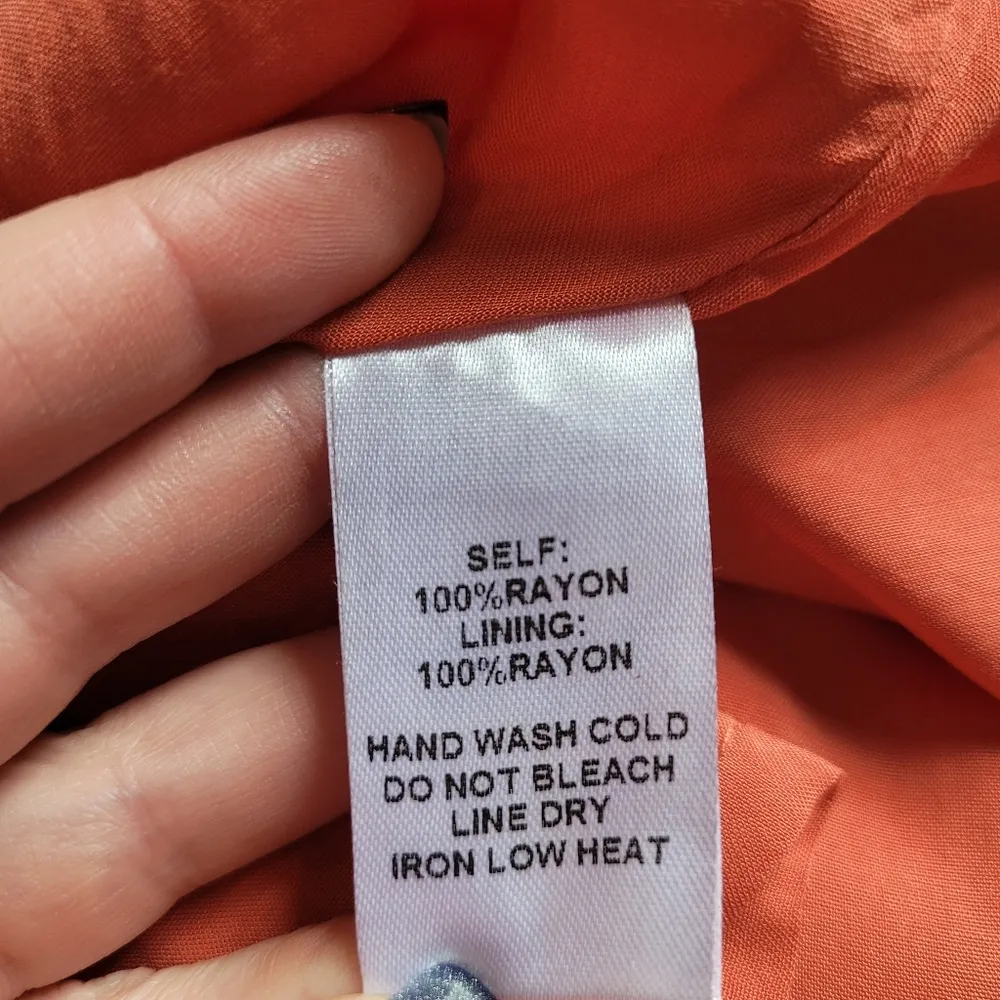 SELF:
100%RAYON
LINING:
100%RAYON
HAND WASH COLD
DO NOT BLEACH
LINE DRY
IRON LOW HEAT